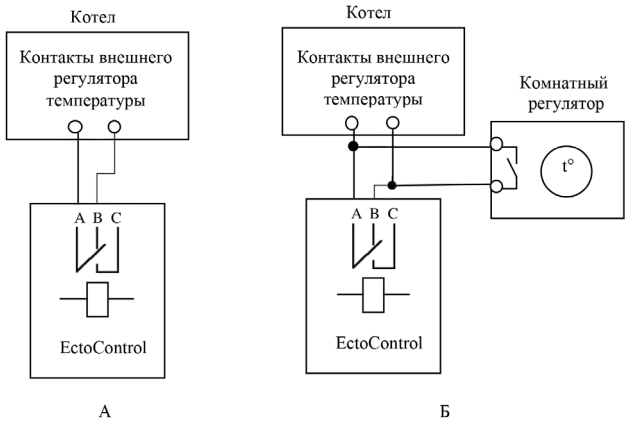 Котел
Контакты внешнего
регулятора
температуры
A B C
EctoControl
А
Котел
Контакты внешнего
регулятора
температуры
Комнатный
регулятор
t°
A B C
EctoControl
Б